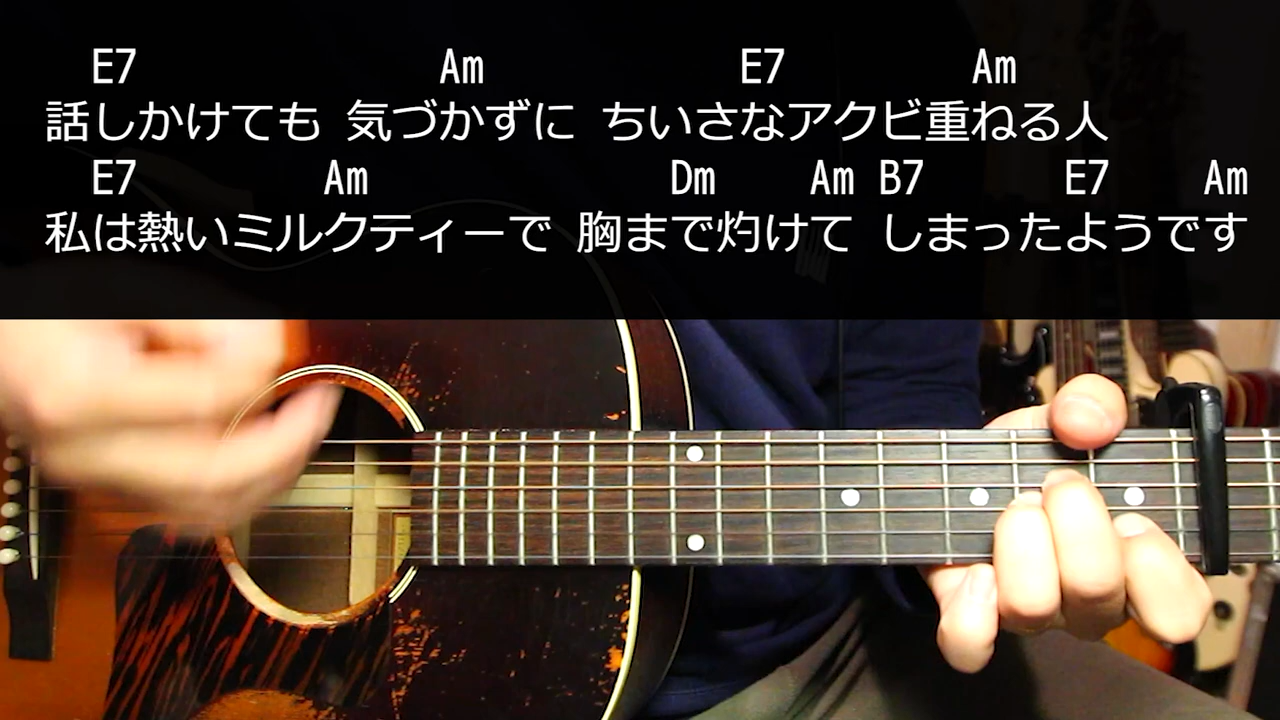 E7 Am E7 Am
話しかけても 気づかずに ちいさなアクビ重ねる人
E7 Am Dm Am B7 E7 Am
私は熱いミルクティーで 胸まで灼けて しまったようです